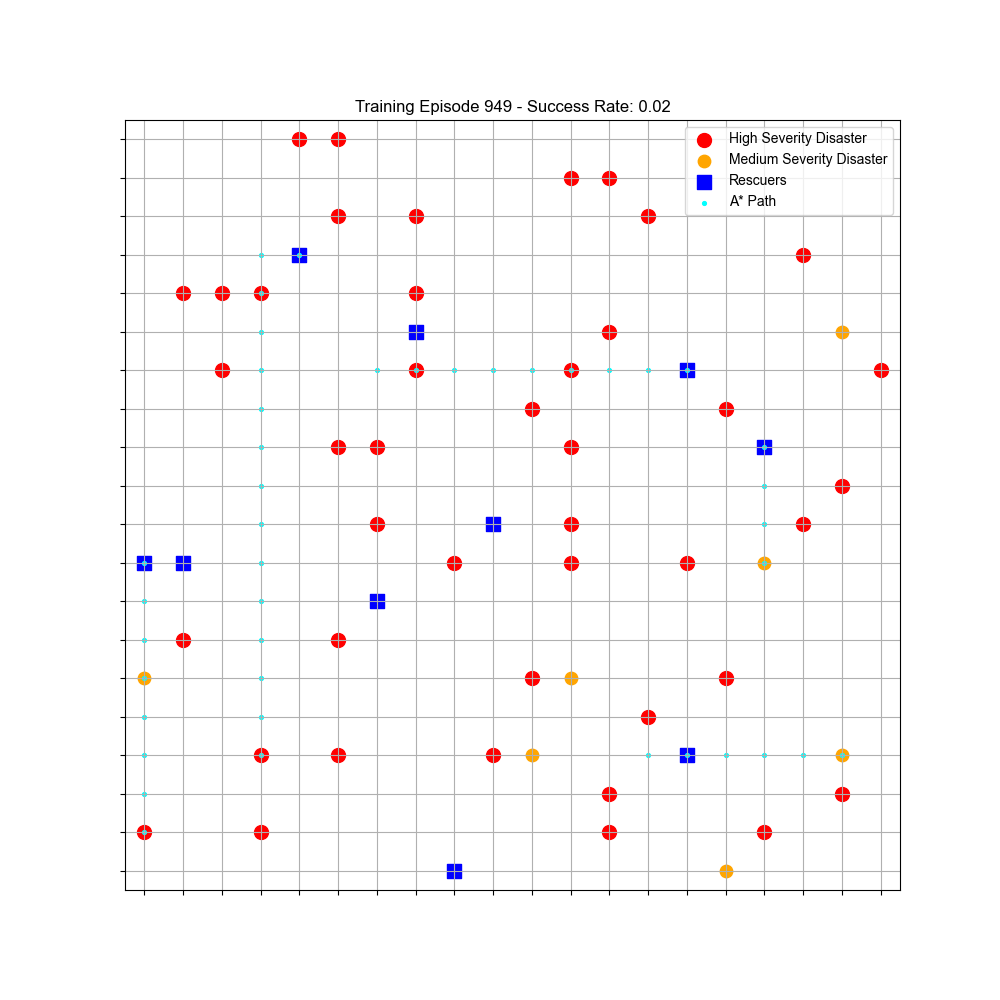 Training Episode 949 - Success Rate: 0.02
High Severity Disaster
Medium Severity Disaster
Rescuers
A* Path